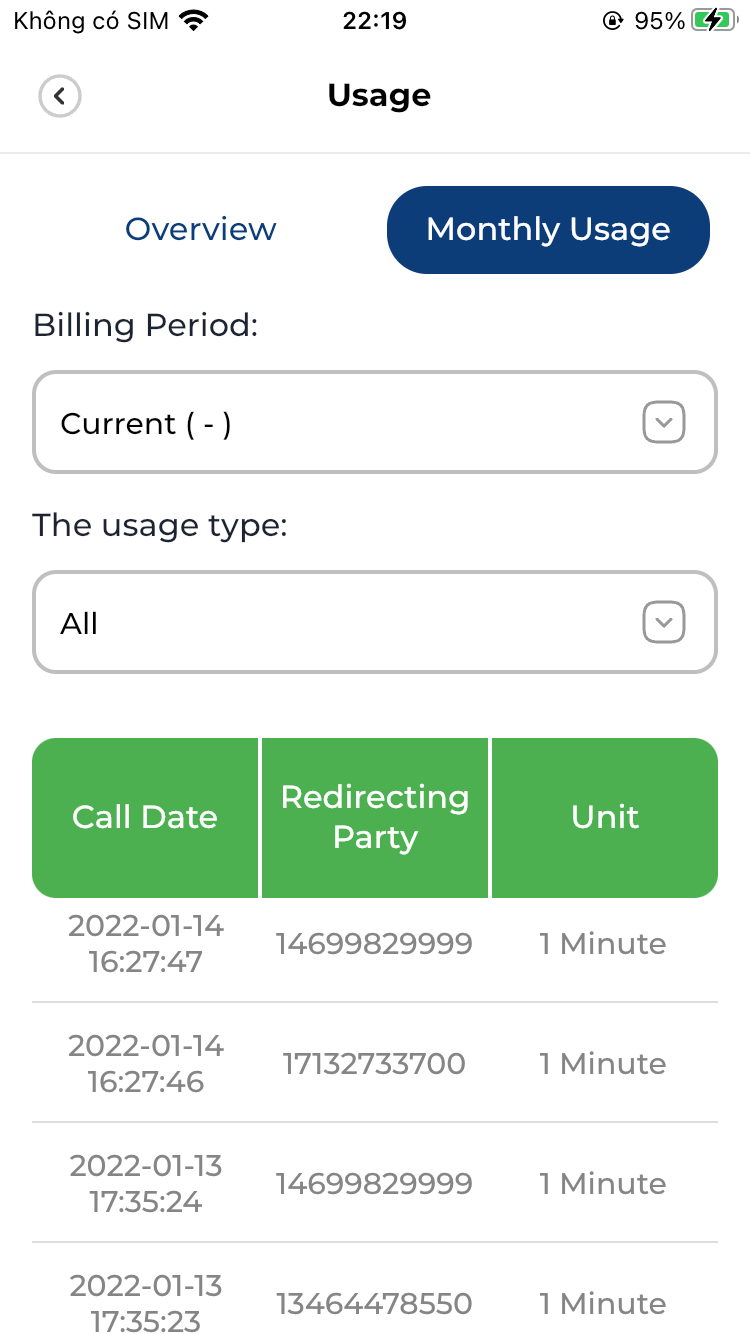 Không có SIM 22:19 95%
Usage
Overview Monthly Usage
Billing Period:
Current ( - )
The usage type:
All
Call Date Redirecting Party Unit
2022-01-14 16:27:47 14699829999 1 Minute
2022-01-14 16:27:46 17132733700 1 Minute
2022-01-13 17:35:24 14699829999 1 Minute
2022-01-13 17:35:23 13464478550 1 Minute